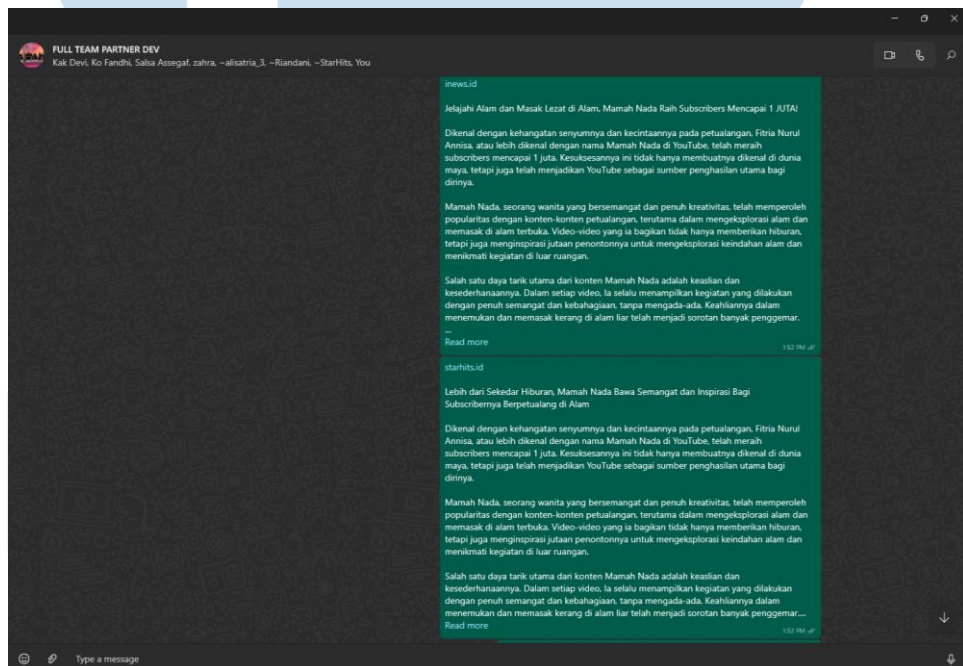 FULL TEAM PARTNER DEV
Kak Devi, Ko Fandhi, Salsa Assegaf, zahra, ~alisatria_3, ~Riandani, ~StarHits, You
inews.id
Jelajahi Alam dan Masak Lezat di Alam, Mamah Nada Raih Subscribers Mencapai 1 JUTA!
Dikenal dengan kehangatan senyumnya dan kecintaannya pada petualangan, Fitria Nurul
Annisa, atau lebih dikenal dengan nama Mamah Nada di YouTube, telah meraih
subscribers mencapai 1 juta. Kesuksesannya ini tidak hanya membuatnya dikenal di dunia
maya, tetapi juga telah menjadikan YouTube sebagai sumber penghasilan utama bagi
dirinya.
Mamah Nada, seorang wanita yang bersemangat dan penuh kreativitas, telah memperoleh
popularitas dengan konten-konten petualangan, terutama dalam mengeksplorasi alam dan
memasak di alam terbuka. Video-video yang ia bagikan tidak hanya memberikan hiburan,
tetapi juga menginspirasi jutaan penontonnya untuk mengeksplorasi keindahan alam dan
menikmati kegiatan di luar ruangan.
Salah satu daya tarik utama dari konten Mamah Nada adalah keaslian dan
kesederhanaannya. Dalam setiap video, Ia selalu menampilkan kegiatan yang dilakukan
dengan penuh semangat dan kebahagiaan, tanpa mengada-ada. Keahliannya dalam
menemukan dan memasak kerang di alam liar telah menjadi sorotan banyak penggemar.
...
Read more
1:52 PM
starhits.id
Lebih dari Sekedar Hiburan, Mamah Nada Bawa Semangat dan Inspirasi Bagi
Subscribernya Berpetualang di Alam
Dikenal dengan kehangatan senyumnya dan kecintaannya pada petualangan, Fitria Nurul
Annisa, atau lebih dikenal dengan nama Mamah Nada di YouTube, telah meraih
subscribers mencapai 1 juta. Kesuksesannya ini tidak hanya membuatnya dikenal di dunia
maya, tetapi juga telah menjadikan YouTube sebagai sumber penghasilan utama bagi
dirinya.
Mamah Nada, seorang wanita yang bersemangat dan penuh kreativitas, telah memperoleh
popularitas dengan konten-konten petualangan, terutama dalam mengeksplorasi alam dan
memasak di alam terbuka. Video-video yang ia bagikan tidak hanya memberikan hiburan,
tetapi juga menginspirasi jutaan penontonnya untuk mengeksplorasi keindahan alam dan
menikmati kegiatan di luar ruangan.
Salah satu daya tarik utama dari konten Mamah Nada adalah keaslian dan
kesederhanaannya. Dalam setiap video, Ia selalu menampilkan kegiatan yang dilakukan
dengan penuh semangat dan kebahagiaan, tanpa mengada-ada. Keahliannya dalam
menemukan dan memasak kerang di alam liar telah menjadi sorotan banyak penggemar....
Read more
1:52 PM
Type a message